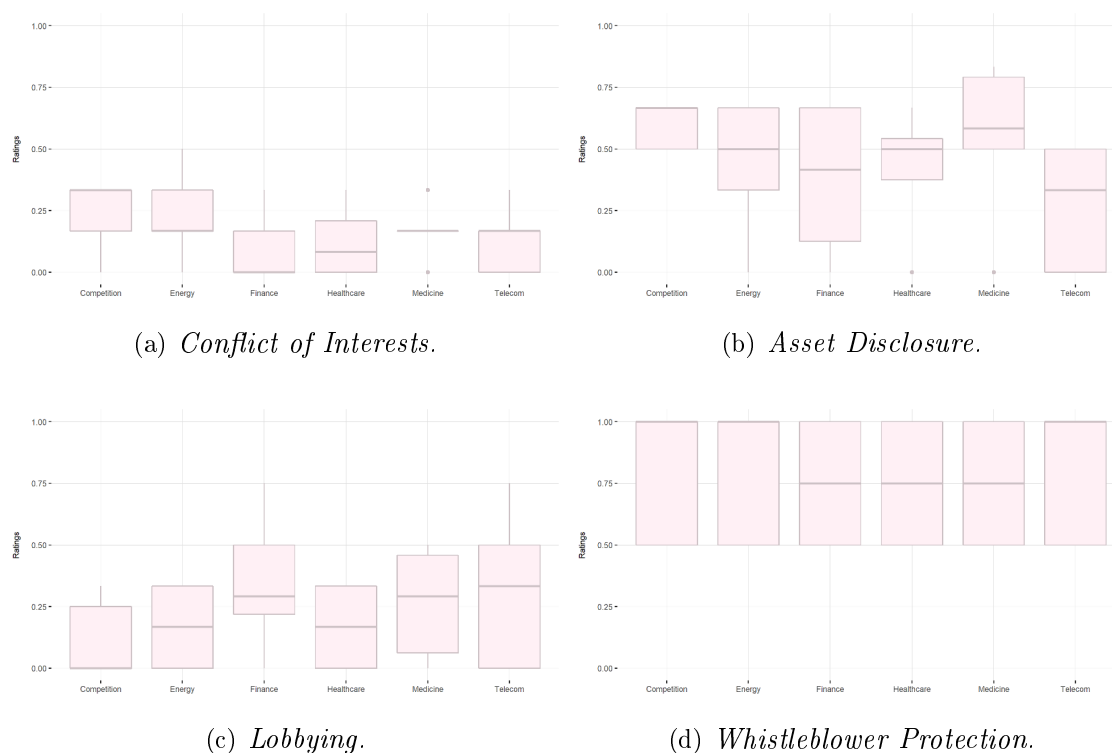 1.00
0.75
0.50
0.25
0.00
Ratings
Competition Energy Finance Healthcare Medicine Telecom
(a) Conflict of Interests.
1.00
0.75
0.50
0.25
0.00
Ratings
Competition Energy Finance Healthcare Medicine Telecom
(b) Asset Disclosure.
1.00
0.75
0.50
0.25
0.00
Ratings
Competition Energy Finance Healthcare Medicine Telecom
(c) Lobbying.
1.00
0.75
0.50
0.25
0.00
Ratings
Competition Energy Finance Healthcare Medicine Telecom
(d) Whistleblower Protection.